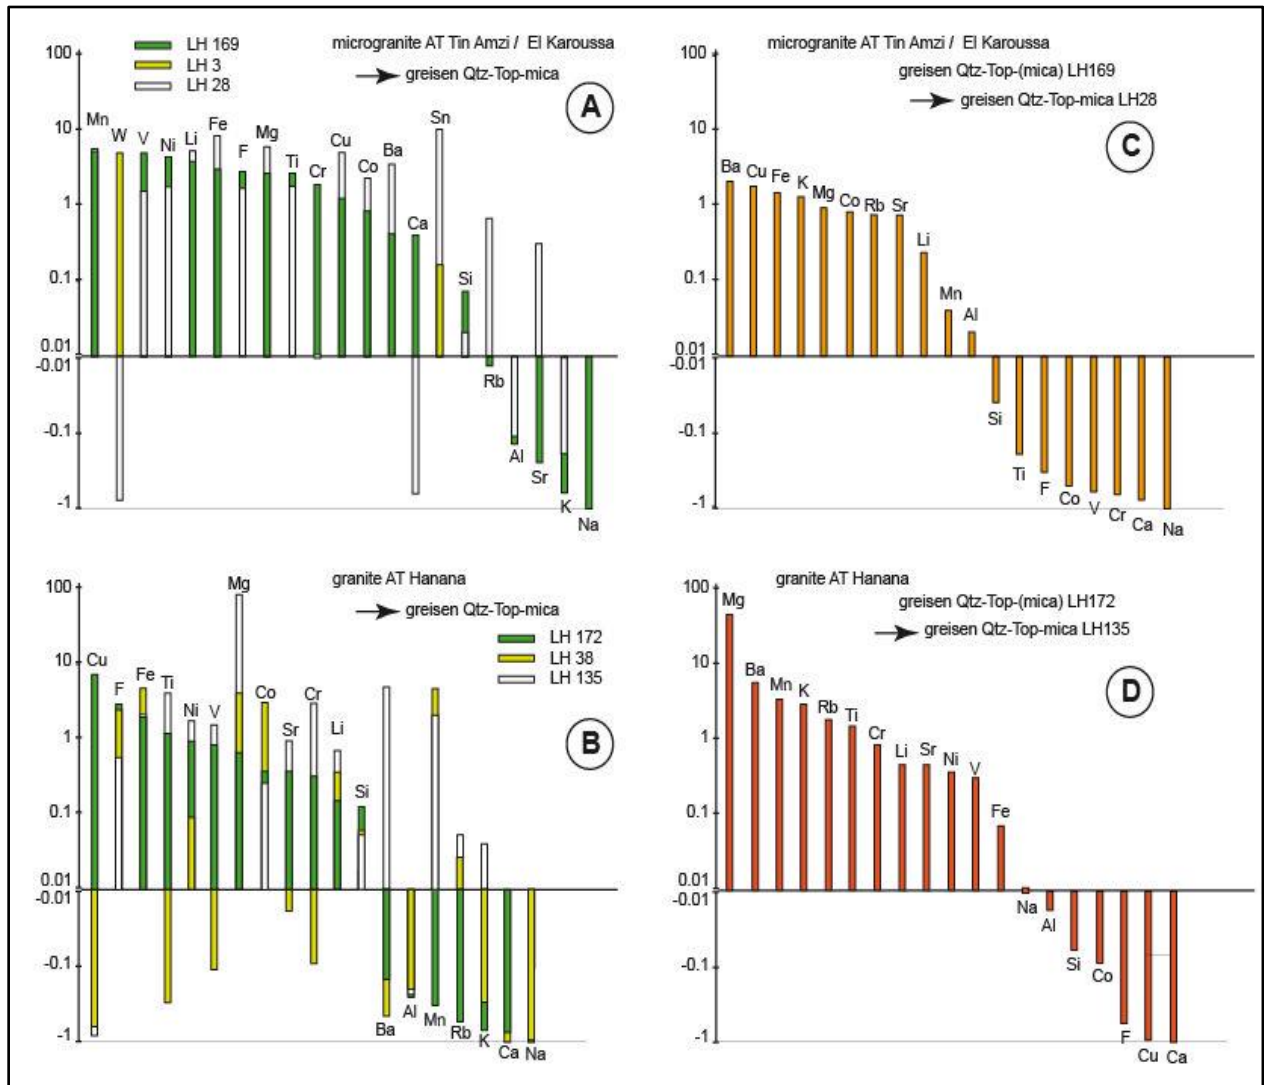 LH 169
LH 3
LH 28
microgranite AT Tin Amzi / El Karoussa
greisen Qtz-Top-mica
A
100
10
1
0.1
0.01
-0.01
-0.1
-1
Mn W V Ni Li Fe F Mg Ti Cr Cu Co Ba Ca Sn Si Rb Al Sr K Na
microgranite AT Tin Amzi / El Karoussa
greisen Qtz-Top-(mica) LH169
greisen Qtz-Top-mica LH28
C
100
10
1
0.1
0.01
-0.01
-0.1
-1
Ba Cu Fe K Mg Co Rb Sr Li Mn Al Si Ti F Co V Cr Ca Na
granite AT Hanana
greisen Qtz-Top-mica
LH 172
LH 38
LH 135
B
100
10
1
0.1
0.01
-0.01
-0.1
-1
Cu F Fe Ti Ni V Mg Co Sr Cr Li Si Ba Al Mn Rb K Ca Na
granite AT Hanana
greisen Qtz-Top-(mica) LH172
greisen Qtz-Top-mica LH135
D
100
10
1
0.1
0.01
-0.01
-0.1
-1
Mg Ba Mn K Rb Ti Cr Li Sr Ni V Fe Na Al Si Co F Cu Ca